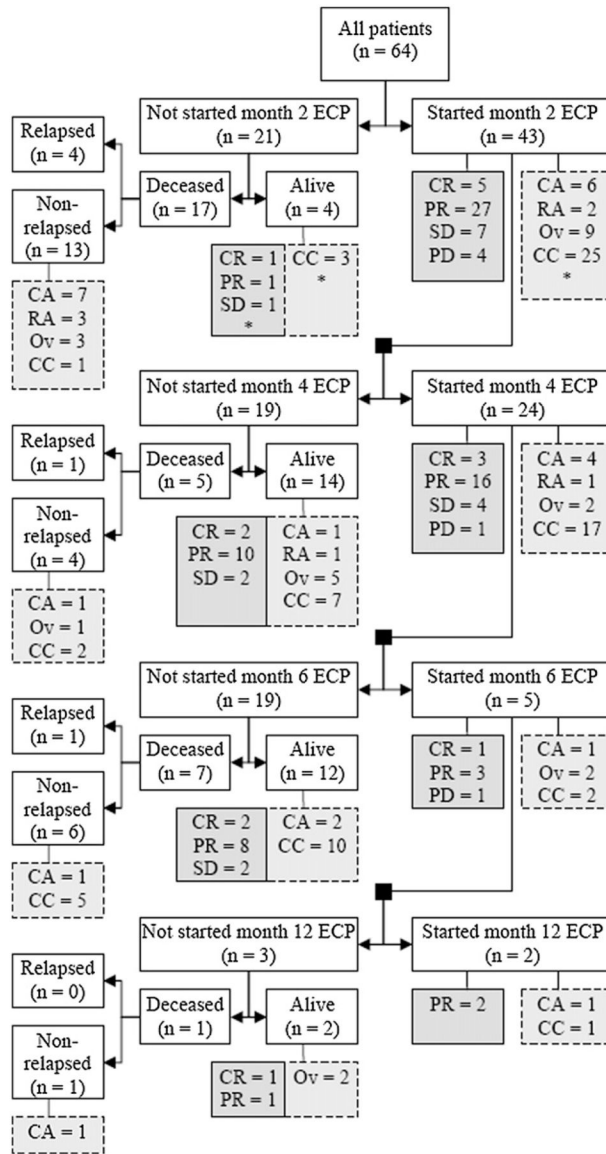 All patients
(n = 64)
Not started month 2 ECP
(n = 21)
Started month 2 ECP
(n = 43)
Relapsed
(n = 4)
Non-
relapsed
(n = 13)
Deceased
(n = 17)
Alive
(n = 4)
CA = 7
RA = 3
Ov = 3
CC = 1
CR = 1
PR = 1
SD = 1
*
CC = 3
*
CR = 5
PR = 27
SD = 7
PD = 4
CA = 6
RA = 2
Ov = 9
CC = 25
*
Not started month 4 ECP
(n = 19)
Started month 4 ECP
(n = 24)
Relapsed
(n = 1)
Non-
relapsed
(n = 4)
Deceased
(n = 5)
Alive
(n = 14)
CA = 1
Ov = 1
CC = 2
CR = 2
PR = 10
SD = 2
CA = 1
RA = 1
Ov = 5
CC = 7
CR = 3
PR = 16
SD = 4
PD = 1
CA = 4
RA = 1
Ov = 2
CC = 17
Not started month 6 ECP
(n = 19)
Started month 6 ECP
(n = 5)
Relapsed
(n = 1)
Non-
relapsed
(n = 6)
Deceased
(n = 7)
Alive
(n = 12)
CA = 1
CC = 5
CR = 2
PR = 8
SD = 2
CA = 2
CC = 10
CR = 1
PR = 3
PD = 1
CA = 1
Ov = 2
CC = 2
Not started month 12 ECP
(n = 3)
Started month 12 ECP
(n = 2)
Relapsed
(n = 0)
Non-
relapsed
(n = 1)
Deceased
(n = 1)
Alive
(n = 2)
CA = 1
CR = 1
PR = 1
Ov = 2
PR = 2
CA = 1
CC = 1